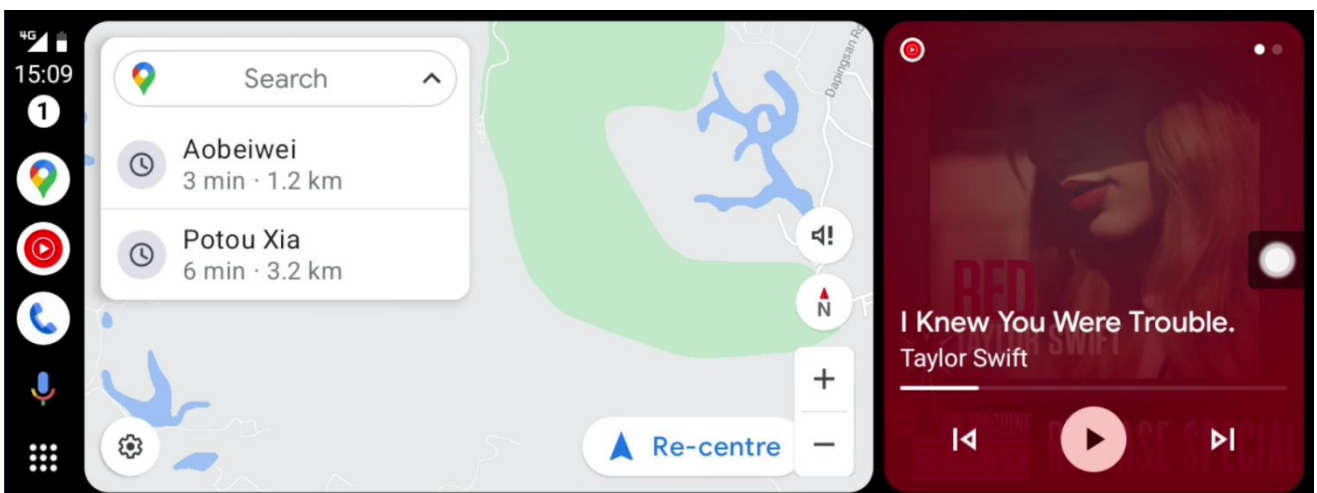 4G
15:09
1
Search
Aobeiwei
3 min · 1.2 km
Potou Xia
6 min · 3.2 km
Dapingsan Ro
N
+
−
Re-centre
RED
TAYLOR SWIFT
I Knew You Were Trouble.
Taylor Swift